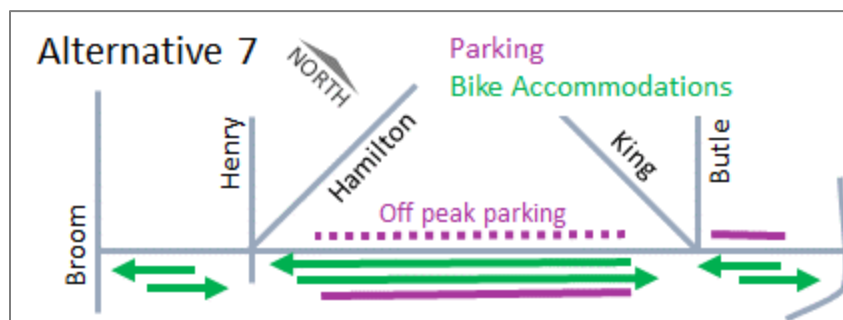 Alternative 7
NORTH
Parking
Bike Accommodations
Broom
Henry
Hamilton
King
Butle
Off peak parking